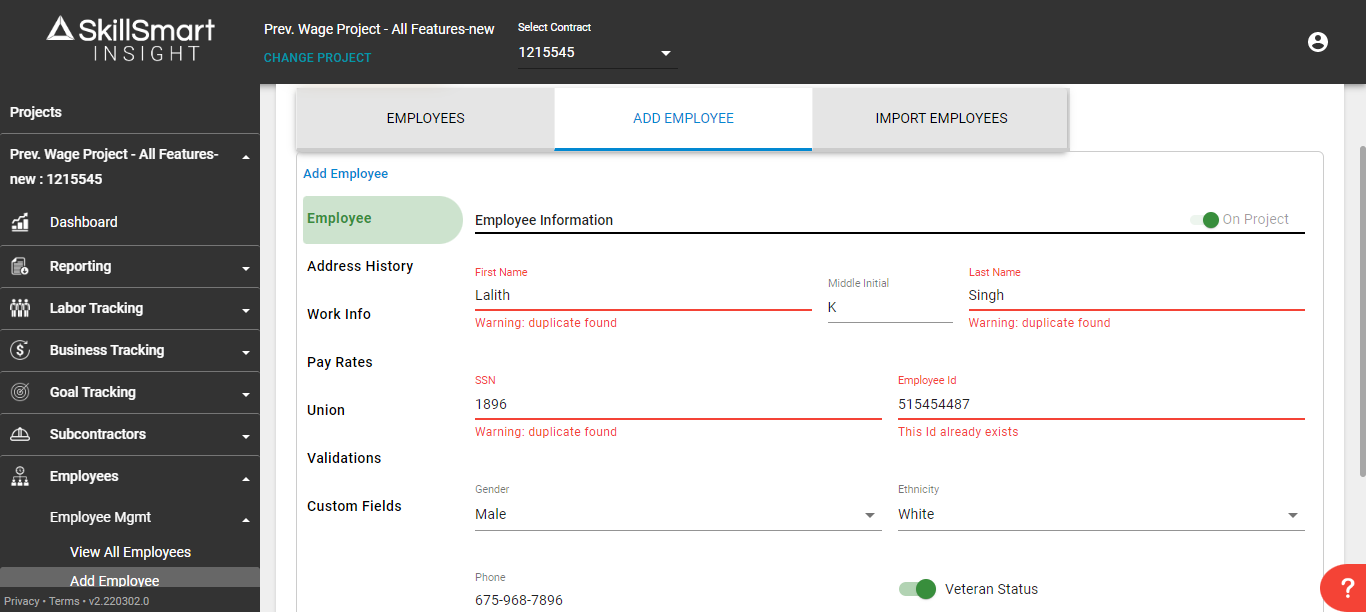 SkillSmart
INSIGHT
Prev. Wage Project - All Features-new
CHANGE PROJECT
Select Contract
1215545
Projects
Prev. Wage Project - All Features-
new : 1215545
Dashboard
Reporting
Labor Tracking
Business Tracking
Goal Tracking
Subcontractors
Employees
Employee Mgmt
View All Employees
Add Employee
Privacy • Terms • v2.220302.0
EMPLOYEES
ADD EMPLOYEE
IMPORT EMPLOYEES
Add Employee
Employee
Address History
Work Info
Pay Rates
Union
Validations
Custom Fields
Employee Information
On Project
First Name
Lalith
Warning: duplicate found
Middle Initial
K
Last Name
Singh
Warning: duplicate found
SSN
1896
Warning: duplicate found
Employee Id
515454487
This Id already exists
Gender
Male
Ethnicity
White
Phone
675-968-7896
Veteran Status
?